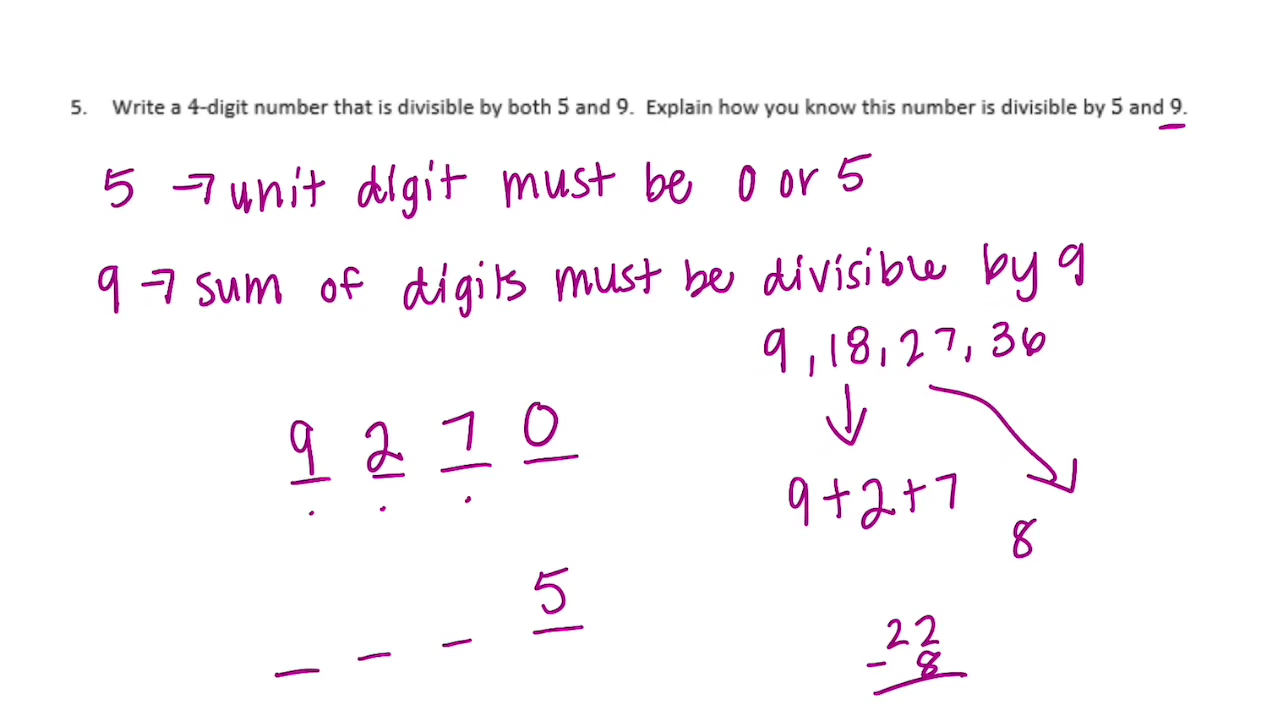 5. Write a 4-digit number that is divisible by both 5 and 9. Explain how you know this number is divisible by 5 and 9.
5 → unit digit must be 0 or 5
9 → sum of digits must be divisible by 9
9, 18, 27, 36
9 2 7 0
9+2+7
8
5
22
- 8